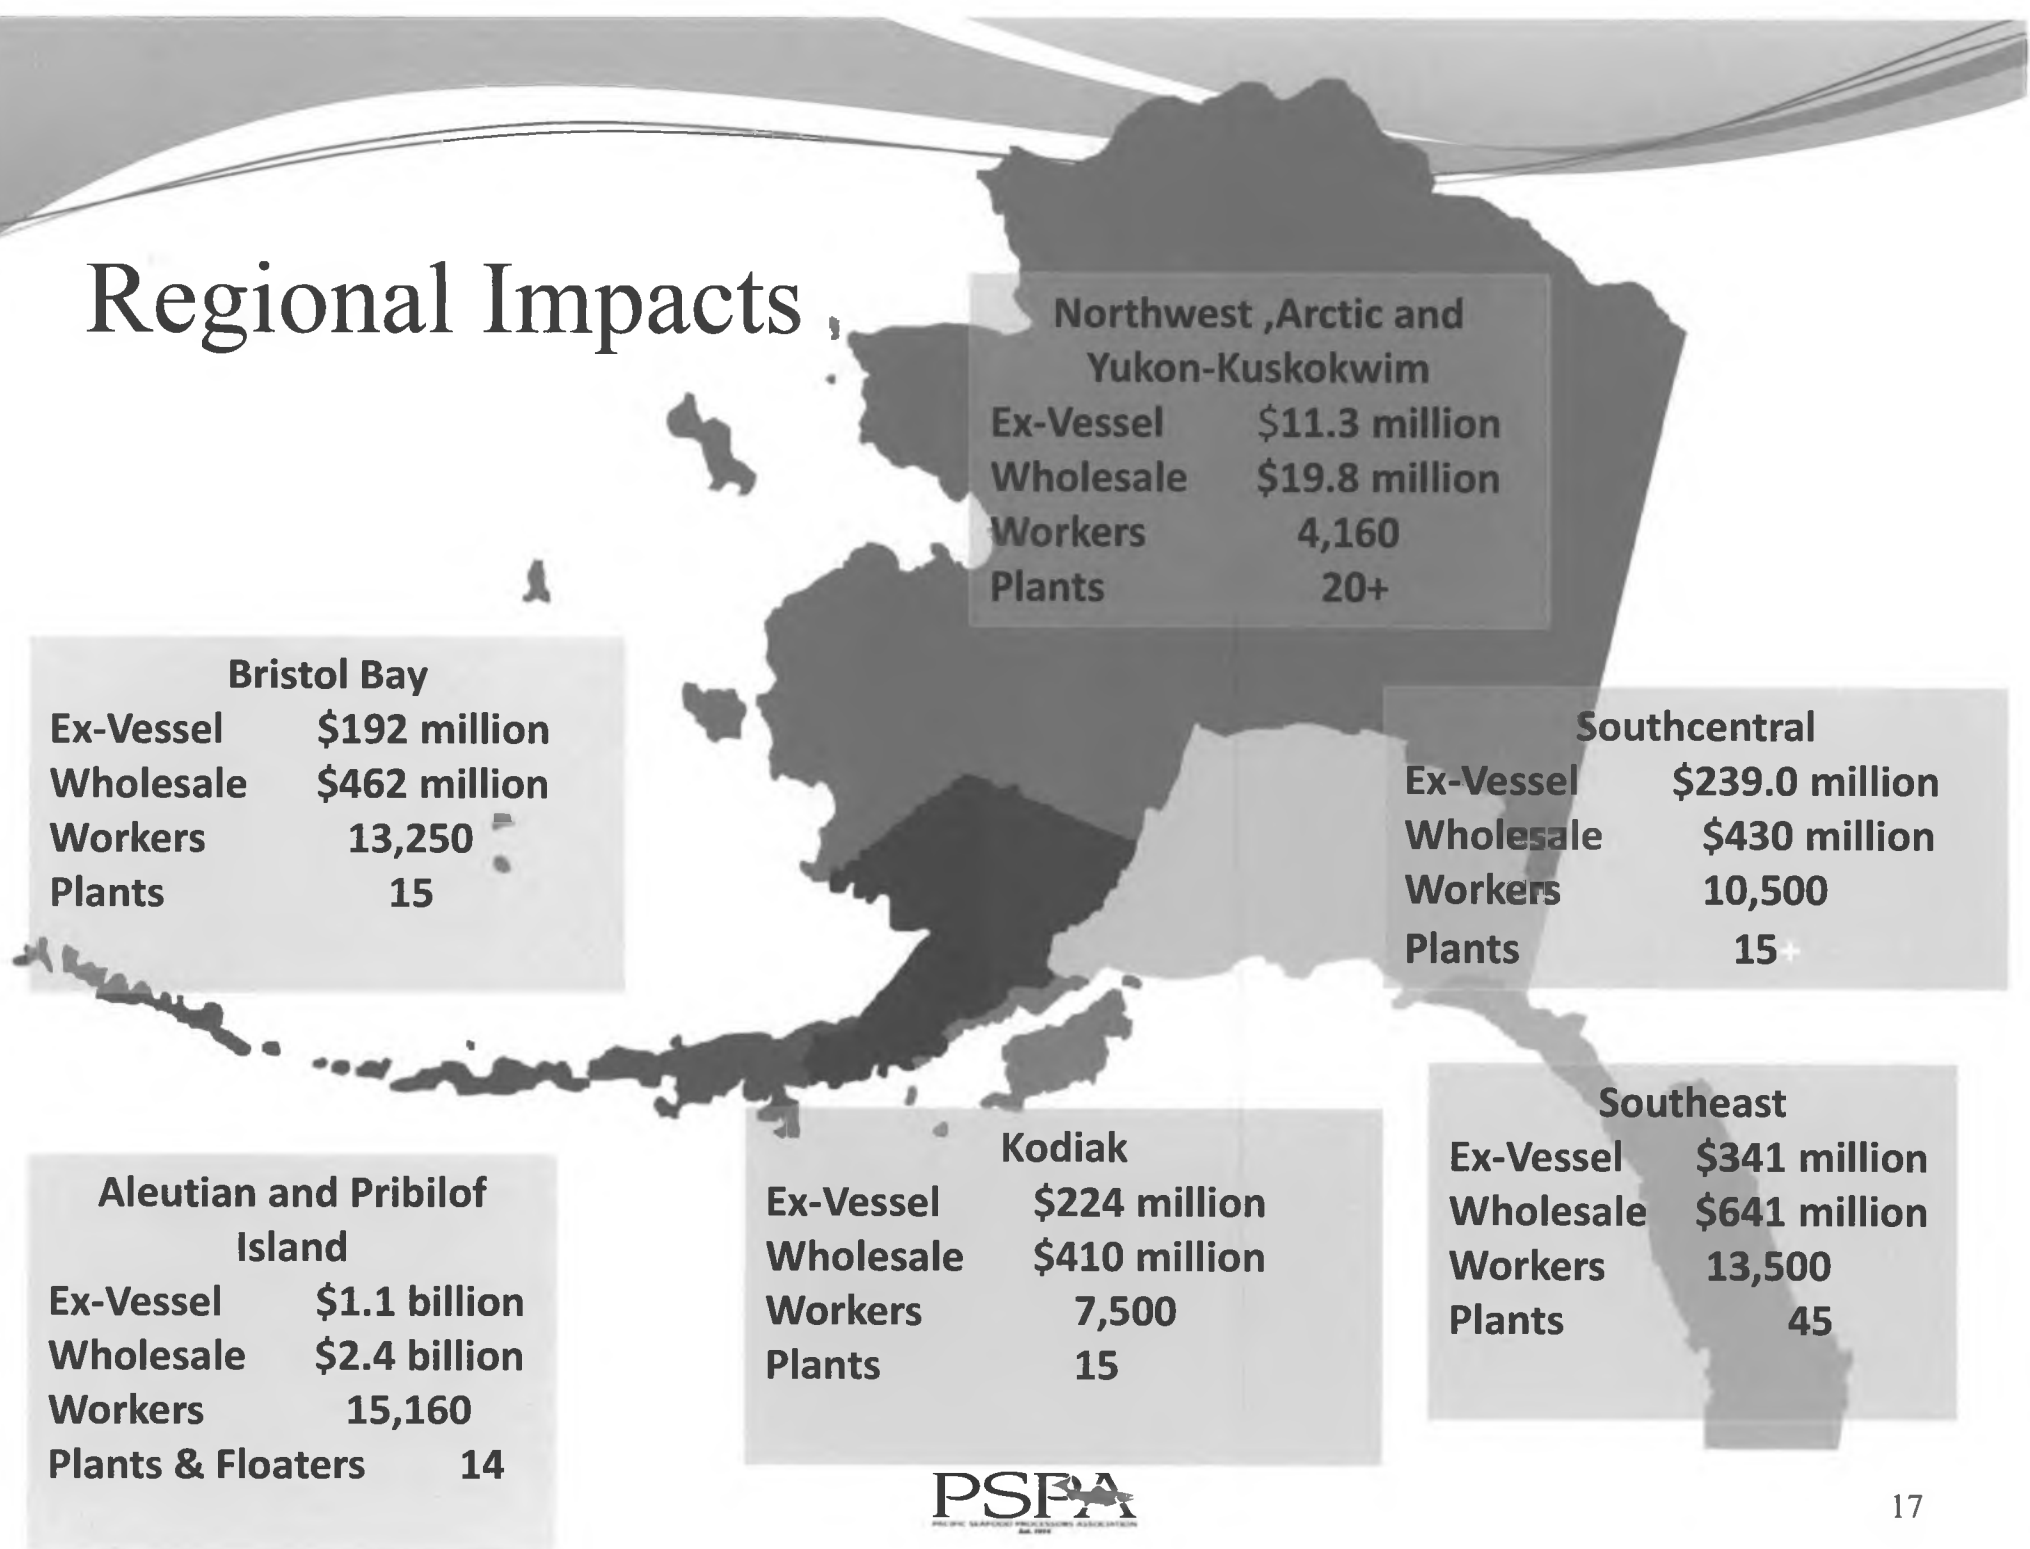 Regional Impacts
Northwest ,Arctic and
Yukon-Kuskokwim
Ex-Vessel $11.3 million
Wholesale $19.8 million
Workers 4,160
Plants 20+
Bristol Bay
Ex-Vessel $192 million
Wholesale $462 million
Workers 13,250
Plants 15
Southcentral
Ex-Vessel $239.0 million
Wholesale $430 million
Workers 10,500
Plants 15+
Aleutian and Pribilof
Island
Ex-Vessel $1.1 billion
Wholesale $2.4 billion
Workers 15,160
Plants & Floaters 14
Kodiak
Ex-Vessel $224 million
Wholesale $410 million
Workers 7,500
Plants 15
Southeast
Ex-Vessel $341 million
Wholesale $641 million
Workers 13,500
Plants 45
PSPA
PACIFIC SEAFOOD PROCESSORS ASSOCIATION
17